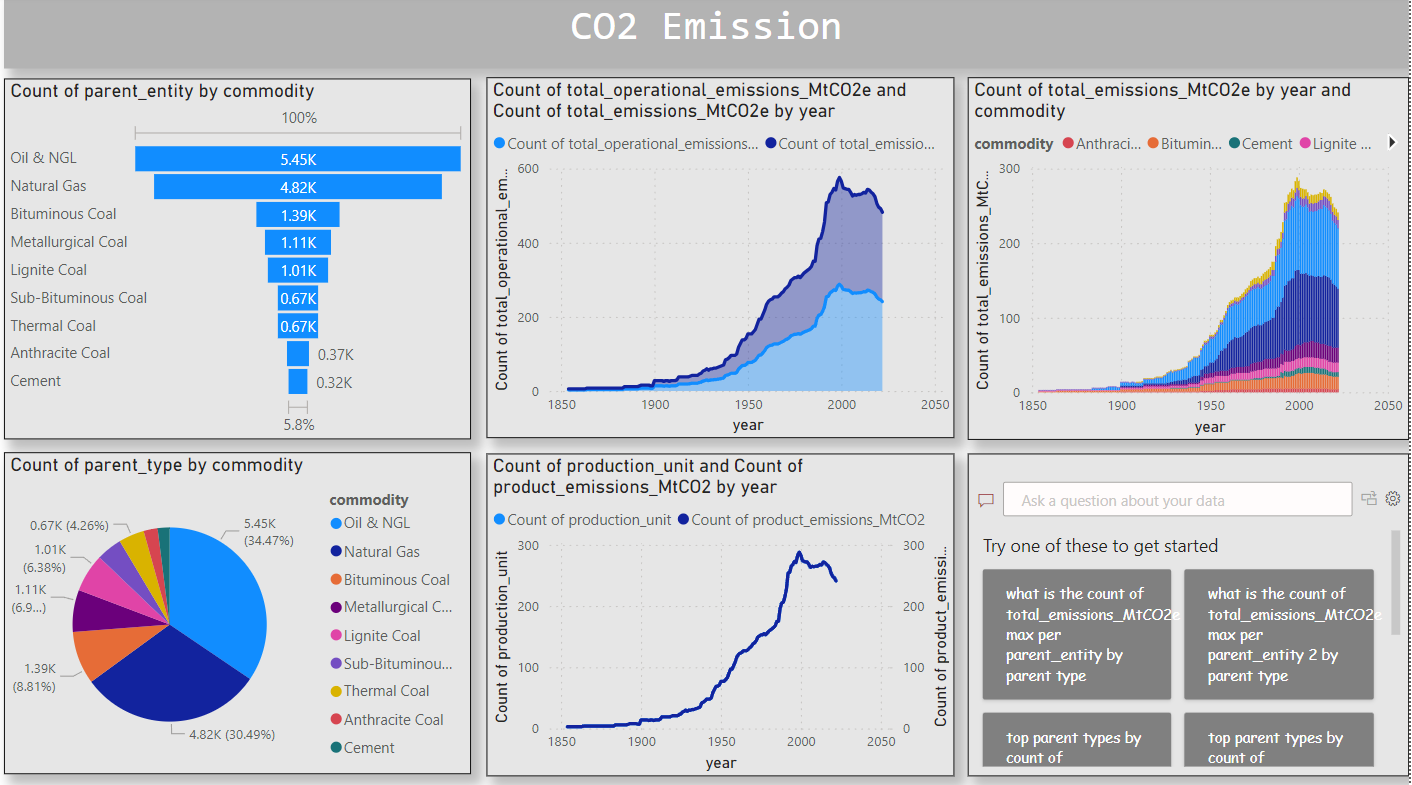 CO2 Emission
Count of parent_entity by commodity
100%
Oil & NGL
5.45K
Natural Gas
4.82K
Bituminous Coal
1.39K
Metallurgical Coal
1.11K
Lignite Coal
1.01K
Sub-Bituminous Coal
0.67K
Thermal Coal
0.67K
Anthracite Coal
0.37K
Cement
0.32K
5.8%
Count of total_operational_emissions_MtCO2e and
Count of total_emissions_MtCO2e by year
Count of total_operational_emissions... Count of total_emissio...
Count of total_operational_em...
600
400
200
0
1850 1900 1950 2000 2050
year
Count of total_emissions_MtCO2e by year and
commodity
commodity Anthraci... Bitumin... Cement Lignite ...
Count of total_emissions_MtC...
300
200
100
0
1850 1900 1950 2000 2050
year
Count of parent_type by commodity
5.45K
(34.47%)
4.82K (30.49%)
1.39K
(8.81%)
1.11K
(6.9...)
1.01K
(6.38%)
0.67K (4.26%)
commodity
Oil & NGL
Natural Gas
Bituminous Coal
Metallurgical C...
Lignite Coal
Sub-Bituminou...
Thermal Coal
Anthracite Coal
Cement
Count of production_unit and Count of
product_emissions_MtCO2 by year
Count of production_unit Count of product_emissions_MtCO2
Count of production_unit
300
200
100
0
1850 1900 1950 2000 2050
year
300
200
100
0
Count of product_emissi...
Ask a question about your data
Try one of these to get started
what is the count of
total_emissions_MtCO2e
max per
parent_entity by
parent type
what is the count of
total_emissions_MtCO2e
max per
parent_entity 2 by
parent type
top parent types by
count of
top parent types by
count of